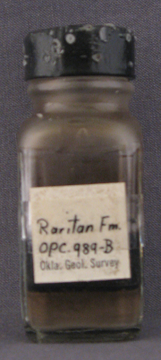 Raritan Fm.
OPC.989-B
Okla. Geol. Survey